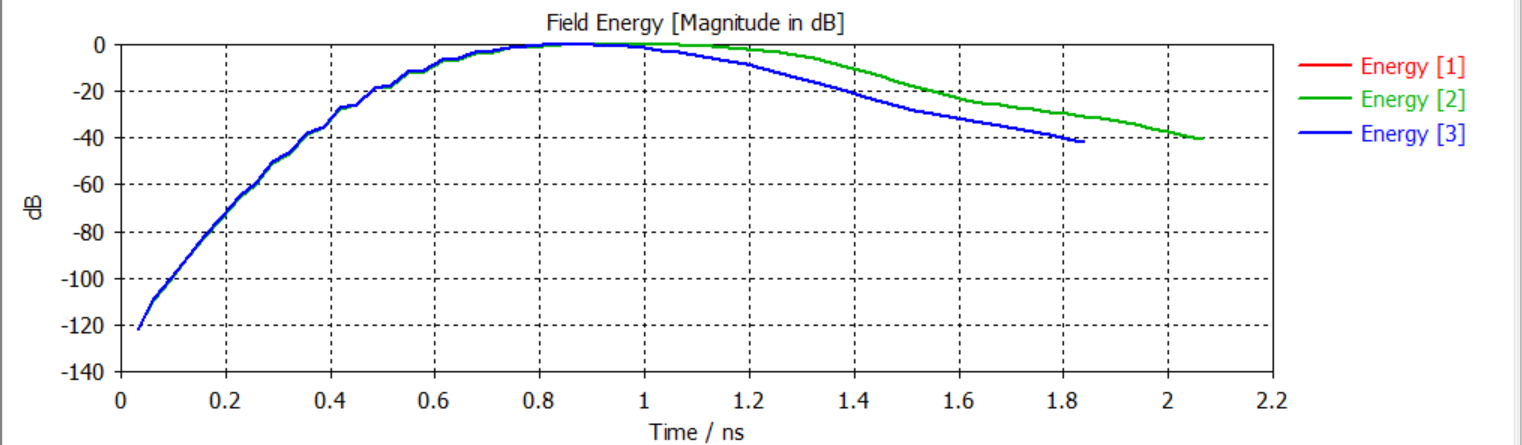 Field Energy [Magnitude in dB]
0
-20
-40
-60
-80
-100
-120
-140
dB
0 0.2 0.4 0.6 0.8 1 1.2 1.4 1.6 1.8 2 2.2
Time / ns
Energy [1]
Energy [2]
Energy [3]